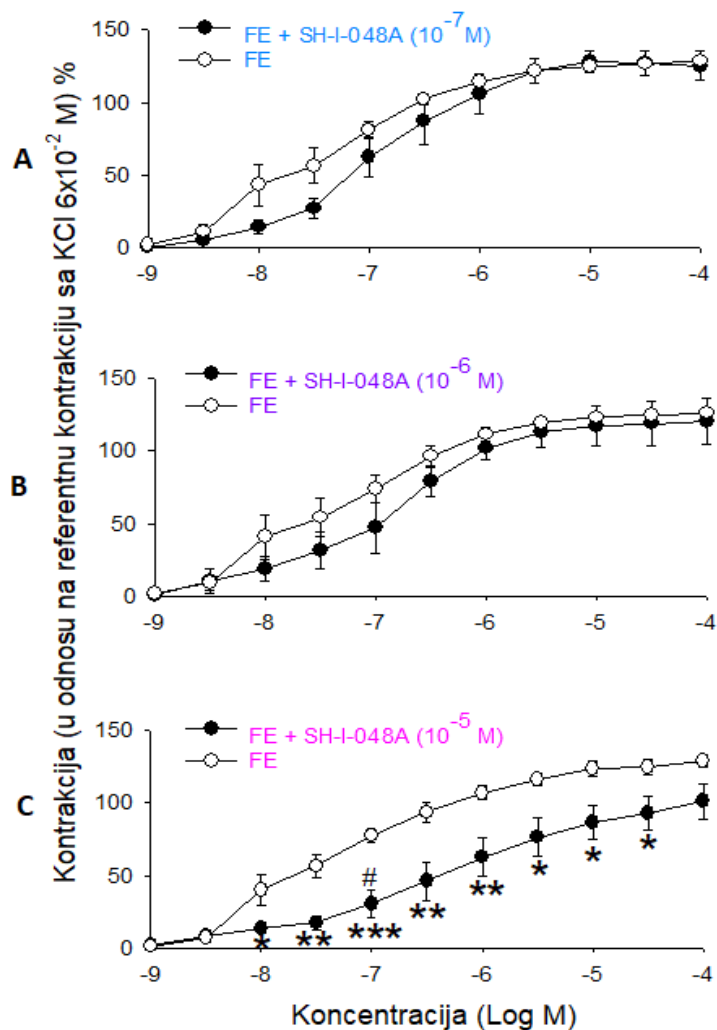 Kontrakcija (u odnosu na referentnu kontrakciju sa KCl 6x10⁻² M) %
A
FE + SH-I-048A (10⁻⁷ M)
FE
150
100
50
0
-9 -8 -7 -6 -5 -4
B
FE + SH-I-048A (10⁻⁶ M)
FE
150
100
50
0
-9 -8 -7 -6 -5 -4
C
FE + SH-I-048A (10⁻⁵ M)
FE
150
100
50
0
#
* ** *** ** ** * * *
-9 -8 -7 -6 -5 -4
Koncentracija (Log M)